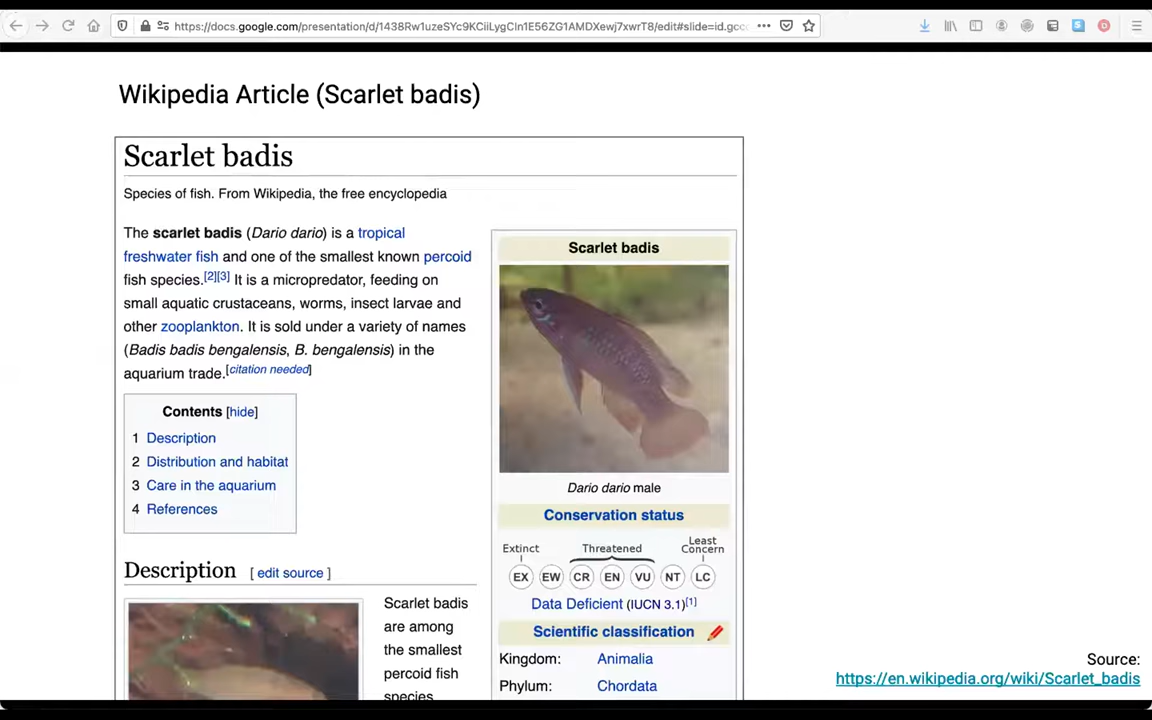 https://docs.google.com/presentation/d/1438Rw1uzeSYc9KCiiLygCIn1E56ZG1AMDXewj7xwrT8/edit#slide=id.gcc
Wikipedia Article (Scarlet badis)
Scarlet badis
Species of fish. From Wikipedia, the free encyclopedia
The scarlet badis (Dario dario) is a tropical
freshwater fish and one of the smallest known percoid
fish species.[2][3] It is a micropredator, feeding on
small aquatic crustaceans, worms, insect larvae and
other zooplankton. It is sold under a variety of names
(Badis badis bengalensis, B. bengalensis) in the
aquarium trade.[citation needed]
Contents [hide]
1 Description
2 Distribution and habitat
3 Care in the aquarium
4 References
Description [ edit source ]
Scarlet badis
are among
the smallest
percoid fish
species
Scarlet badis
Dario dario male
Conservation status
Extinct Threatened Least Concern
EX EW CR EN VU NT LC
Data Deficient (IUCN 3.1)[1]
Scientific classification
Kingdom: Animalia
Phylum: Chordata
Source:
https://en.wikipedia.org/wiki/Scarlet_badis